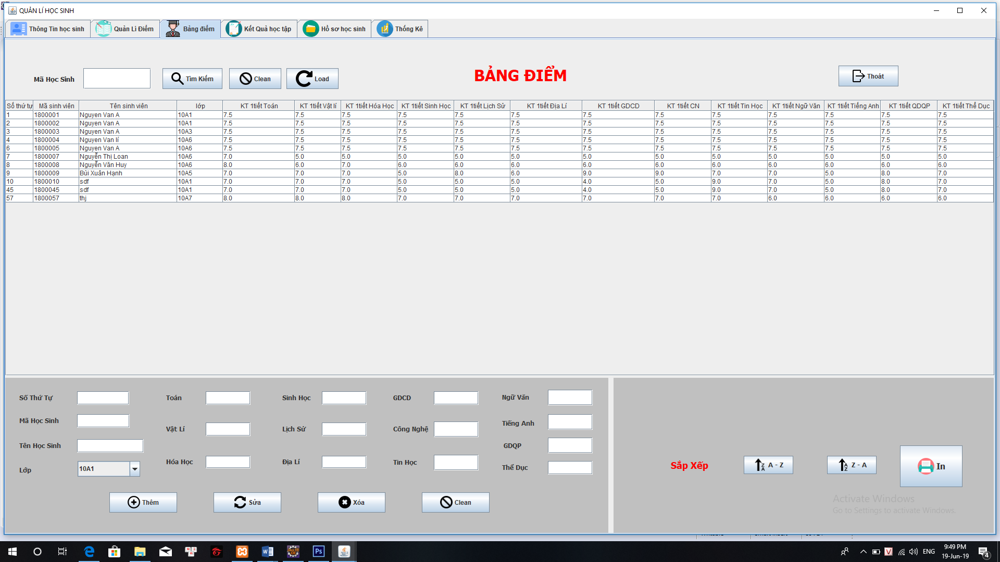 QUẢN LÍ HỌC SINH
Thông Tin học sinh Quản Lí Điểm Bảng điểm Kết Quả học tập Hồ sơ học sinh Thống Kê
Mã Học Sinh Tìm Kiếm Clean Load BẢNG ĐIỂM Thoát
Số thứ tự Mã sinh viên Tên sinh viên lớp KT 1tiết Toán KT 1tiết Vật lí KT 1tiết Hóa Học KT 1tiết Sinh Học KT 1tiết Lịch Sử KT 1tiết Địa Lí KT 1tiết GDCD KT 1tiết CN KT 1tiết Tin Học KT 1tiết Ngữ Văn KT 1tiết Tiếng Anh KT 1tiết QDQP KT 1tiết Thể Dục
1 1800001 Nguyen Van A 10A1 7.5 7.5 7.5 7.5 7.5 7.5 7.5 7.5 7.5 7.5 7.5 7.5 7.5
2 1800002 Nguyen Van A 10A1 7.5 7.5 7.5 7.5 7.5 7.5 7.5 7.5 7.5 7.5 7.5 7.5 7.5
3 1800003 Nguyen Van A 10A3 7.5 7.5 7.5 7.5 7.5 7.5 7.5 7.5 7.5 7.5 7.5 7.5 7.5
4 1800004 Nguyen Van lí 10A6 7.5 7.5 7.5 7.5 7.5 7.5 7.5 7.5 7.5 7.5 7.5 7.5 7.5
6 1800005 Nguyen Van A 10A6 7.5 7.5 7.5 7.5 7.5 7.5 7.5 7.5 7.5 7.5 7.5 7.5 7.5
7 1800007 Nguyễn Thị Loan 10A6 7.0 5.0 5.0 5.0 5.0 5.0 5.0 5.0 5.0 5.0 5.0 5.0 5.0
8 1800008 Nguyễn Văn Huy 10A6 8.0 6.0 7.0 6.0 6.0 6.0 6.0 6.0 6.0 6.0 6.0 6.0 6.0
9 1800009 Bùi Xuân Hạnh 10A5 7.0 7.0 7.0 5.0 8.0 6.0 9.0 9.0 7.0 7.0 5.0 8.0 7.0
10 1800010 sdf 10A1 7.0 7.0 7.0 5.0 5.0 5.0 4.0 5.0 9.0 7.0 5.0 8.0 7.0
45 1800045 sdf 10A1 7.0 7.0 7.0 5.0 5.0 5.0 4.0 5.0 9.0 7.0 5.0 8.0 7.0
57 1800057 thj 10A7 8.0 8.0 8.0 7.0 7.0 7.0 7.0 7.0 7.0 6.0 6.0 6.0 6.0
Số Thứ Tự Toán Sinh Học GDCD Ngữ Văn
Mã Học Sinh Vật Lí Lịch Sử Công Nghệ Tiếng Anh
Tên Học Sinh GDQP
Lớp 10A1 Hóa Học Địa Lí Tin Học Thể Dục
Sắp Xếp A - Z Z - A In
Thêm Sửa Xóa Clean
Activate Windows
Go to Settings to activate Windows.
ENG 9:49 PM
19-Jun-19 4